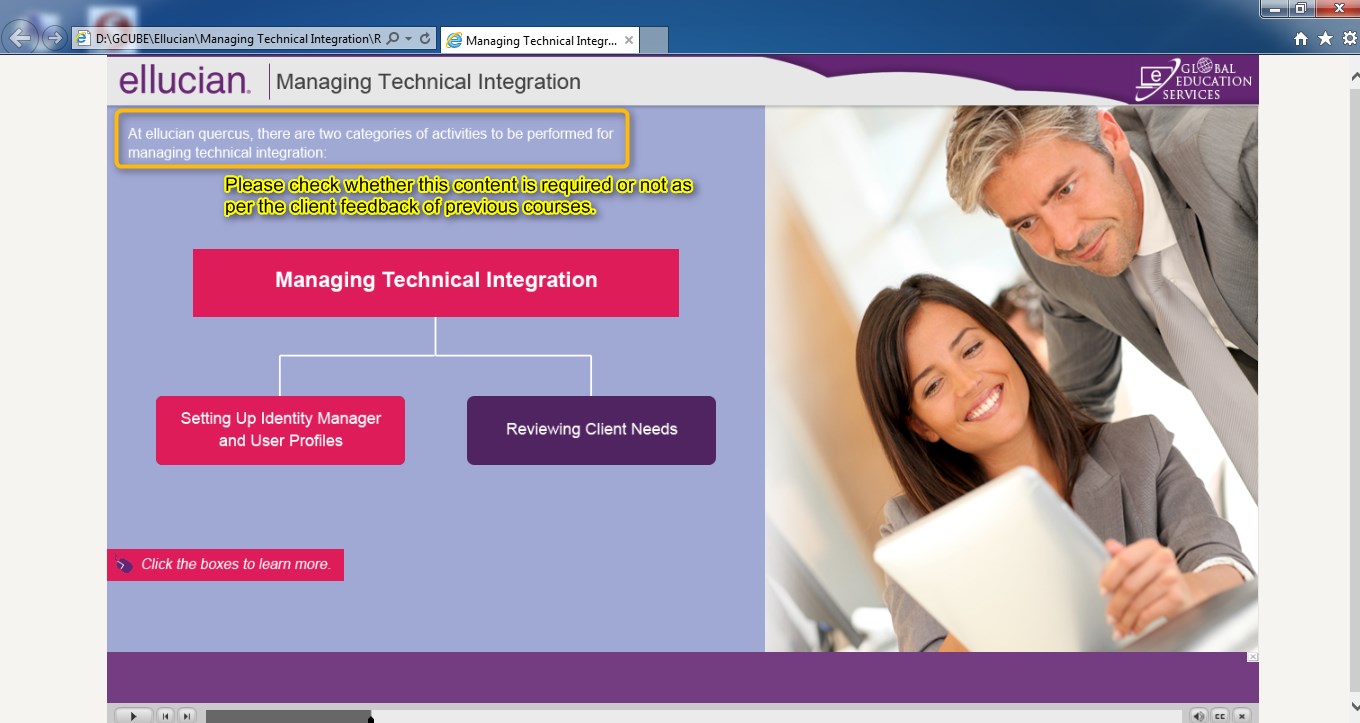 D:\GCUBE\Ellucian\Managing Technical Integration\R
Managing Technical Integr...
ellucian.
Managing Technical Integration
GLOBAL
EDUCATION
SERVICES
At ellucian quercus, there are two categories of activities to be performed for
managing technical integration:
Please check whether this content is required or not as
per the client feedback of previous courses.
Managing Technical Integration
Setting Up Identity Manager
and User Profiles
Reviewing Client Needs
Click the boxes to learn more.
CC